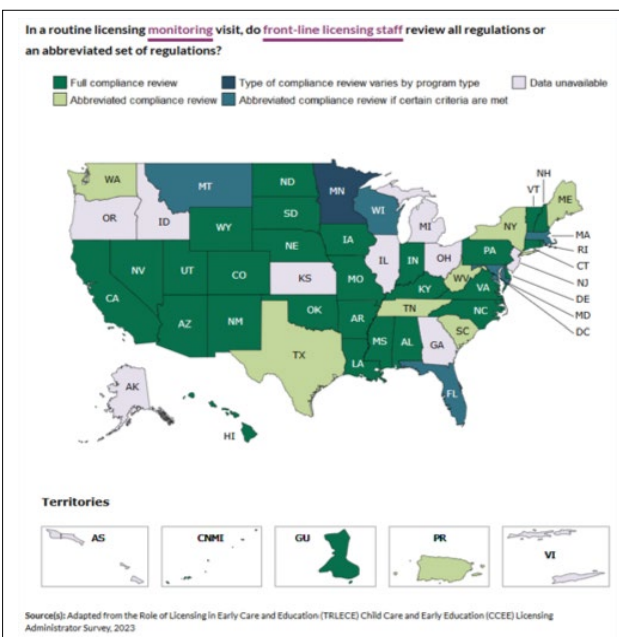 In a routine licensing monitoring visit, do front-line licensing staff review all regulations or
an abbreviated set of regulations?
Full compliance review
Type of compliance review varies by program type
Data unavailable
Abbreviated compliance review
Abbreviated compliance review if certain criteria are met
NH
VT
WA
MT
ND
MN
ME
OR
ID
SD
WI
MI
NY
MA
WY
RI
NE
IA
PA
CT
NV
UT
CO
IL
IN
OH
NJ
CA
KS
MO
KY
WV
VA
DE
MD
AZ
NM
OK
AR
TN
NC
DC
SC
TX
MS
AL
GA
LA
AK
FL
HI
Territories
AS
CNMI
GU
PR
VI
Source(s): Adapted from the Role of Licensing in Early Care and Education (TRLECE) Child Care and Early Education (CCEE) Licensing
Administrator Survey, 2023